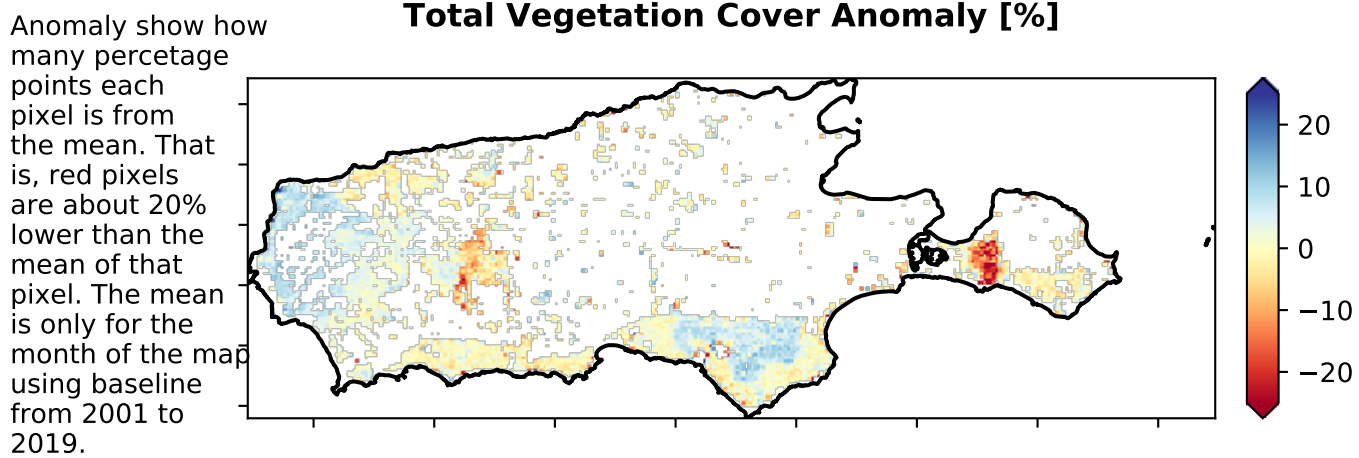 Total Vegetation Cover Anomaly [%]
Anomaly show how
many percetage
points each
pixel is from
the mean. That
is, red pixels
are about 20%
lower than the
mean of that
pixel. The mean
is only for the
month of the map
using baseline
from 2001 to
2019.
20
10
0
−10
−20